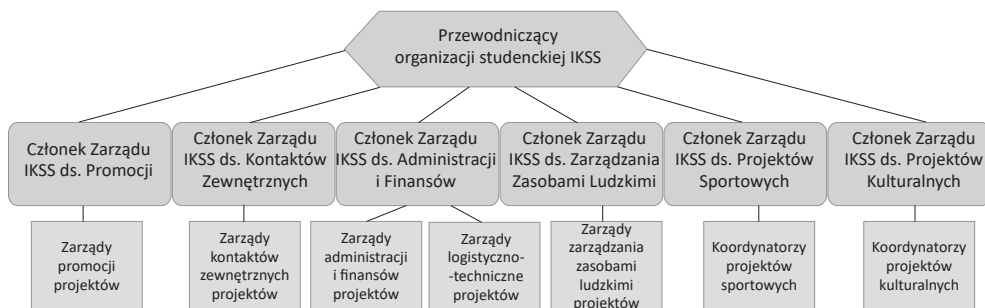 Przewodniczący
organizacji studenckiej IKSS
Członek Zarządu
IKSS ds. Promocji
Członek Zarządu
IKSS ds. Kontaktów
Zewnętrznych
Członek Zarządu
IKSS ds. Administracji
i Finansów
Członek Zarządu
IKSS ds. Zarządzania
Zasobami Ludzkimi
Członek Zarządu
IKSS ds. Projektów
Sportowych
Członek Zarządu
IKSS ds. Projektów
Kulturalnych
Zarządy
promocji
projektów
Zarządy
kontaktów
zewnętrznych
projektów
Zarządy
administracji
i finansów
projektów
Zarządy
logistyczno-
-techniczne
projektów
Zarządy
zarządzania
zasobami
ludzkimi
projektów
Koordynatorzy
projektów
sportowych
Koordynatorzy
projektów
kulturalnych